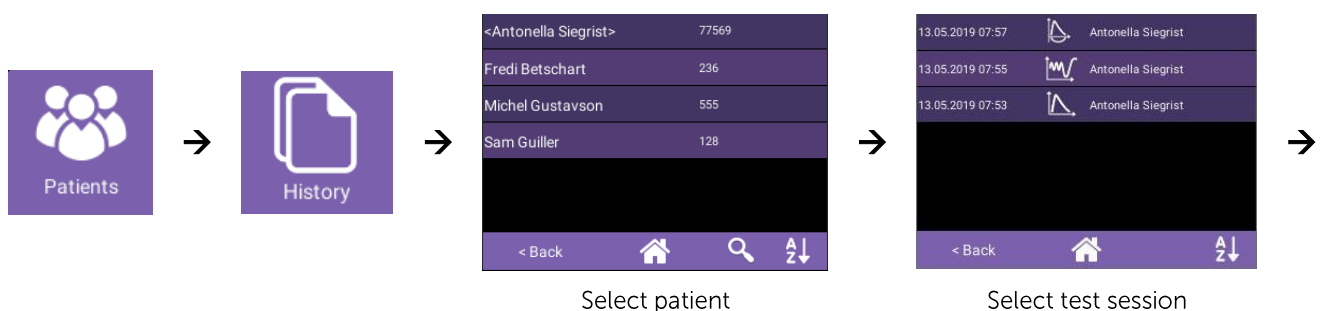 Patients
History
<Antonella Siegrist> 77569
Fredi Betschart 236
Michel Gustavson 555
Sam Guiller 128
< Back
A
Z
Select patient
13.05.2019 07:57 Antonella Siegrist
13.05.2019 07:55 Antonella Siegrist
13.05.2019 07:53 Antonella Siegrist
< Back
A
Z
Select test session